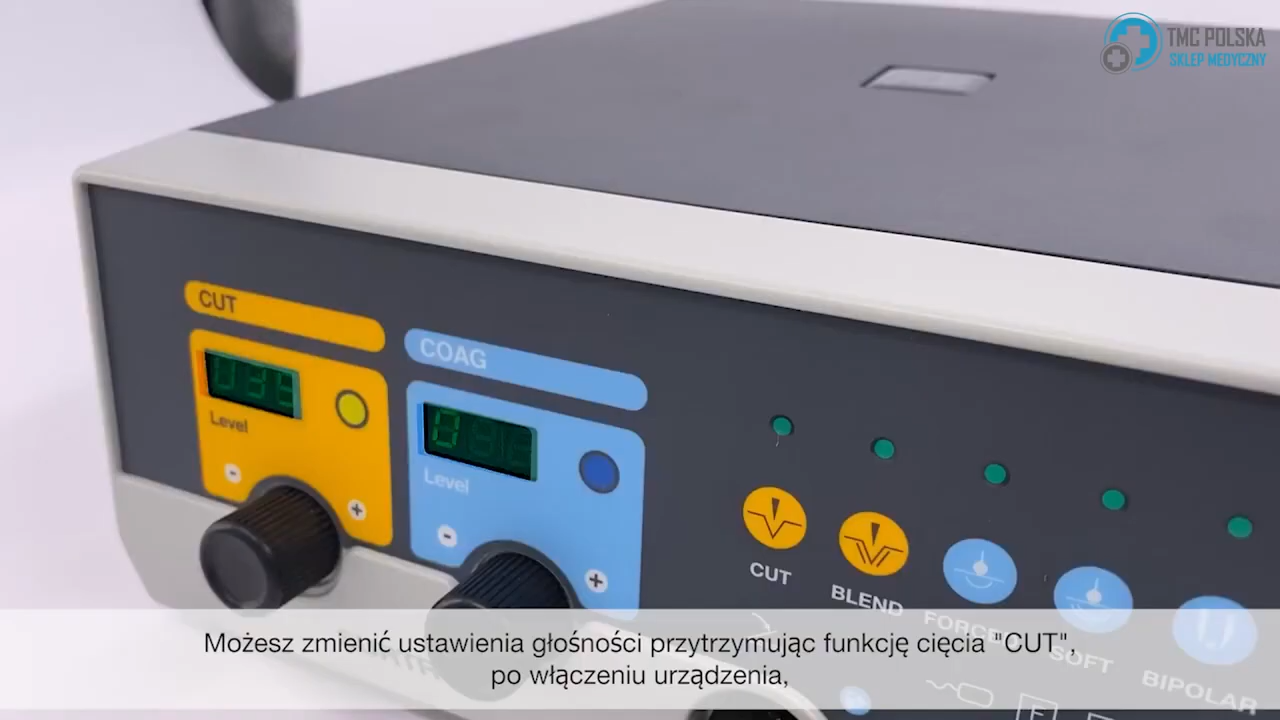 TMC POLSKA
SKLEP MEDYCZNY
CUT
COAG
Level
Level
- +
- +
CUT
BLEND
SOFT
BIPOLAR
F
Możesz zmienić ustawienia głośności przytrzymując funkcję cięcia "CUT",
po włączeniu urządzenia,